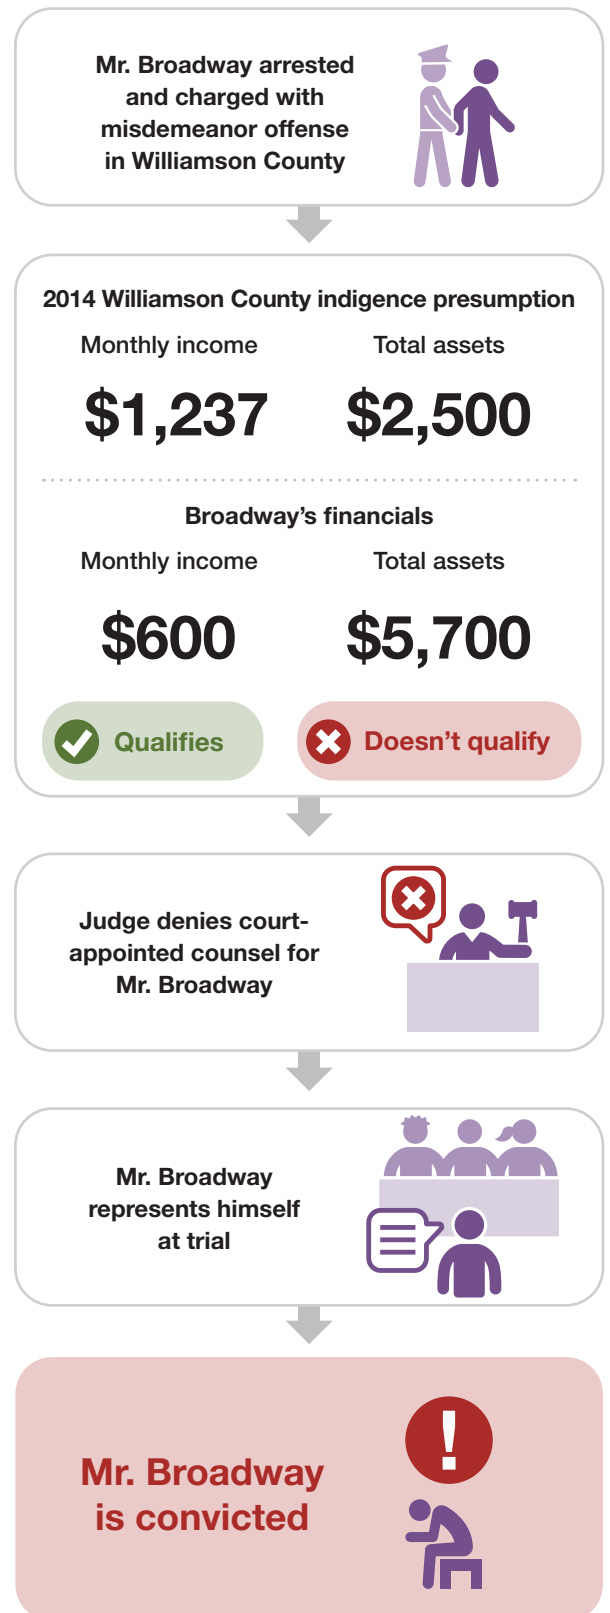 Mr. Broadway arrested
and charged with
misdemeanor offense
in Williamson County
2014 Williamson County indigence presumption
Monthly income Total assets
$1,237 $2,500
Broadway’s financials
Monthly income Total assets
$600 $5,700
Qualifies Doesn’t qualify
Judge denies court-
appointed counsel for
Mr. Broadway
Mr. Broadway
represents himself
at trial
!
Mr. Broadway
is convicted